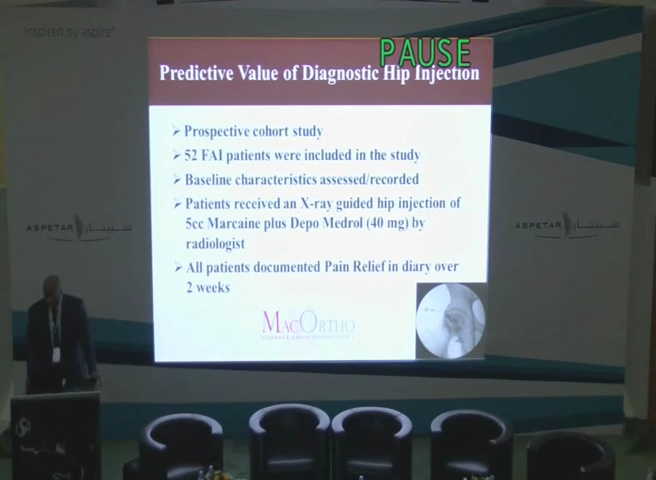 inspired by aspire
PAUSE
Predictive Value of Diagnostic Hip Injection
➢ Prospective cohort study
➢ 52 FAI patients were included in the study
➢ Baseline characteristics assessed/recorded
➢ Patients received an X-ray guided hip injection of
5cc Marcaine plus Depo Medrol (40 mg) by
radiologist
➢ All patients documented Pain Relief in diary over
2 weeks
MACORTHO
ASPETAR سبيتار
ASPETAR سبيتار